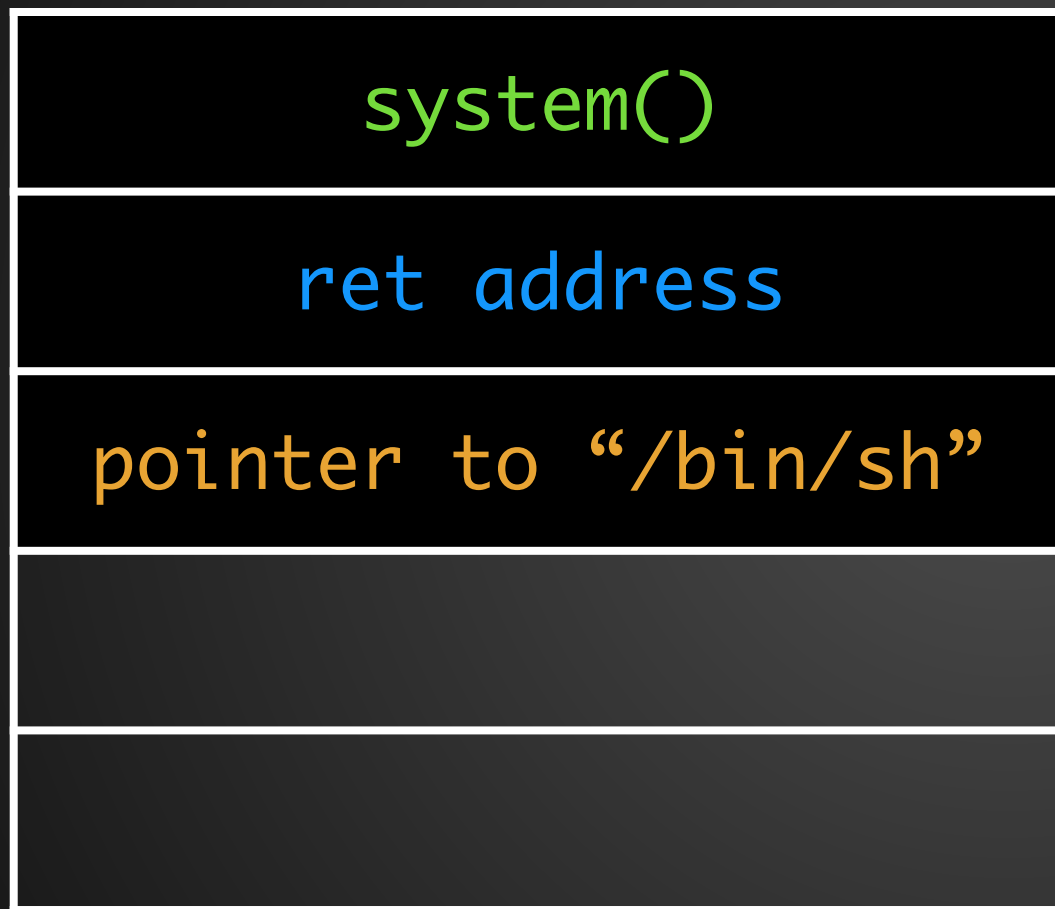 system()
ret address
pointer to “/bin/sh”